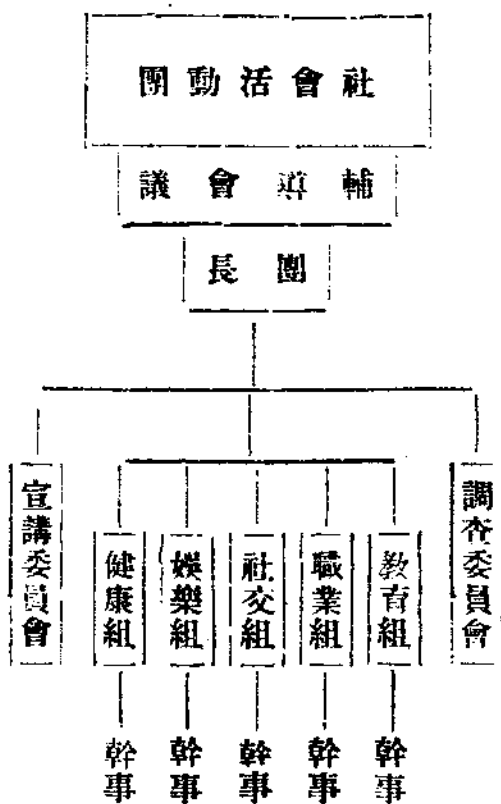 社會活動團
輔導會議
團長
調查委員會
教育組
職業組
社交組
娛樂組
健康組
宣講委員會
幹事
幹事
幹事
幹事
幹事